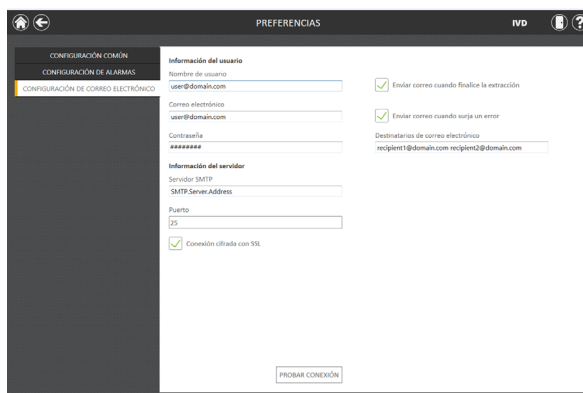 PREFERENCIAS
IVD
?
CONFIGURACIÓN COMÚN
CONFIGURACIÓN DE ALARMAS
CONFIGURACIÓN DE CORREO ELECTRÓNICO
Información del usuario
Nombre de usuario
user@domain.com
Correo electrónico
user@domain.com
Contraseña
########
Información del servidor
Servidor SMTP
SMTP.Server.Address
Puerto
25
Conexión cifrada con SSL
Enviar correo cuando finalice la extracción
Enviar correo cuando surja un error
Destinatarios de correo electrónico
recipient1@domain.com recipient2@domain.com
PROBAR CONEXIÓN